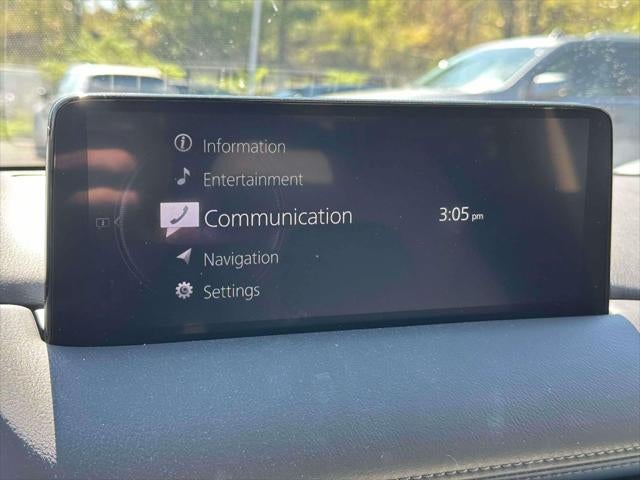 Information
Entertainment
Communication
3:05 pm
Navigation
Settings